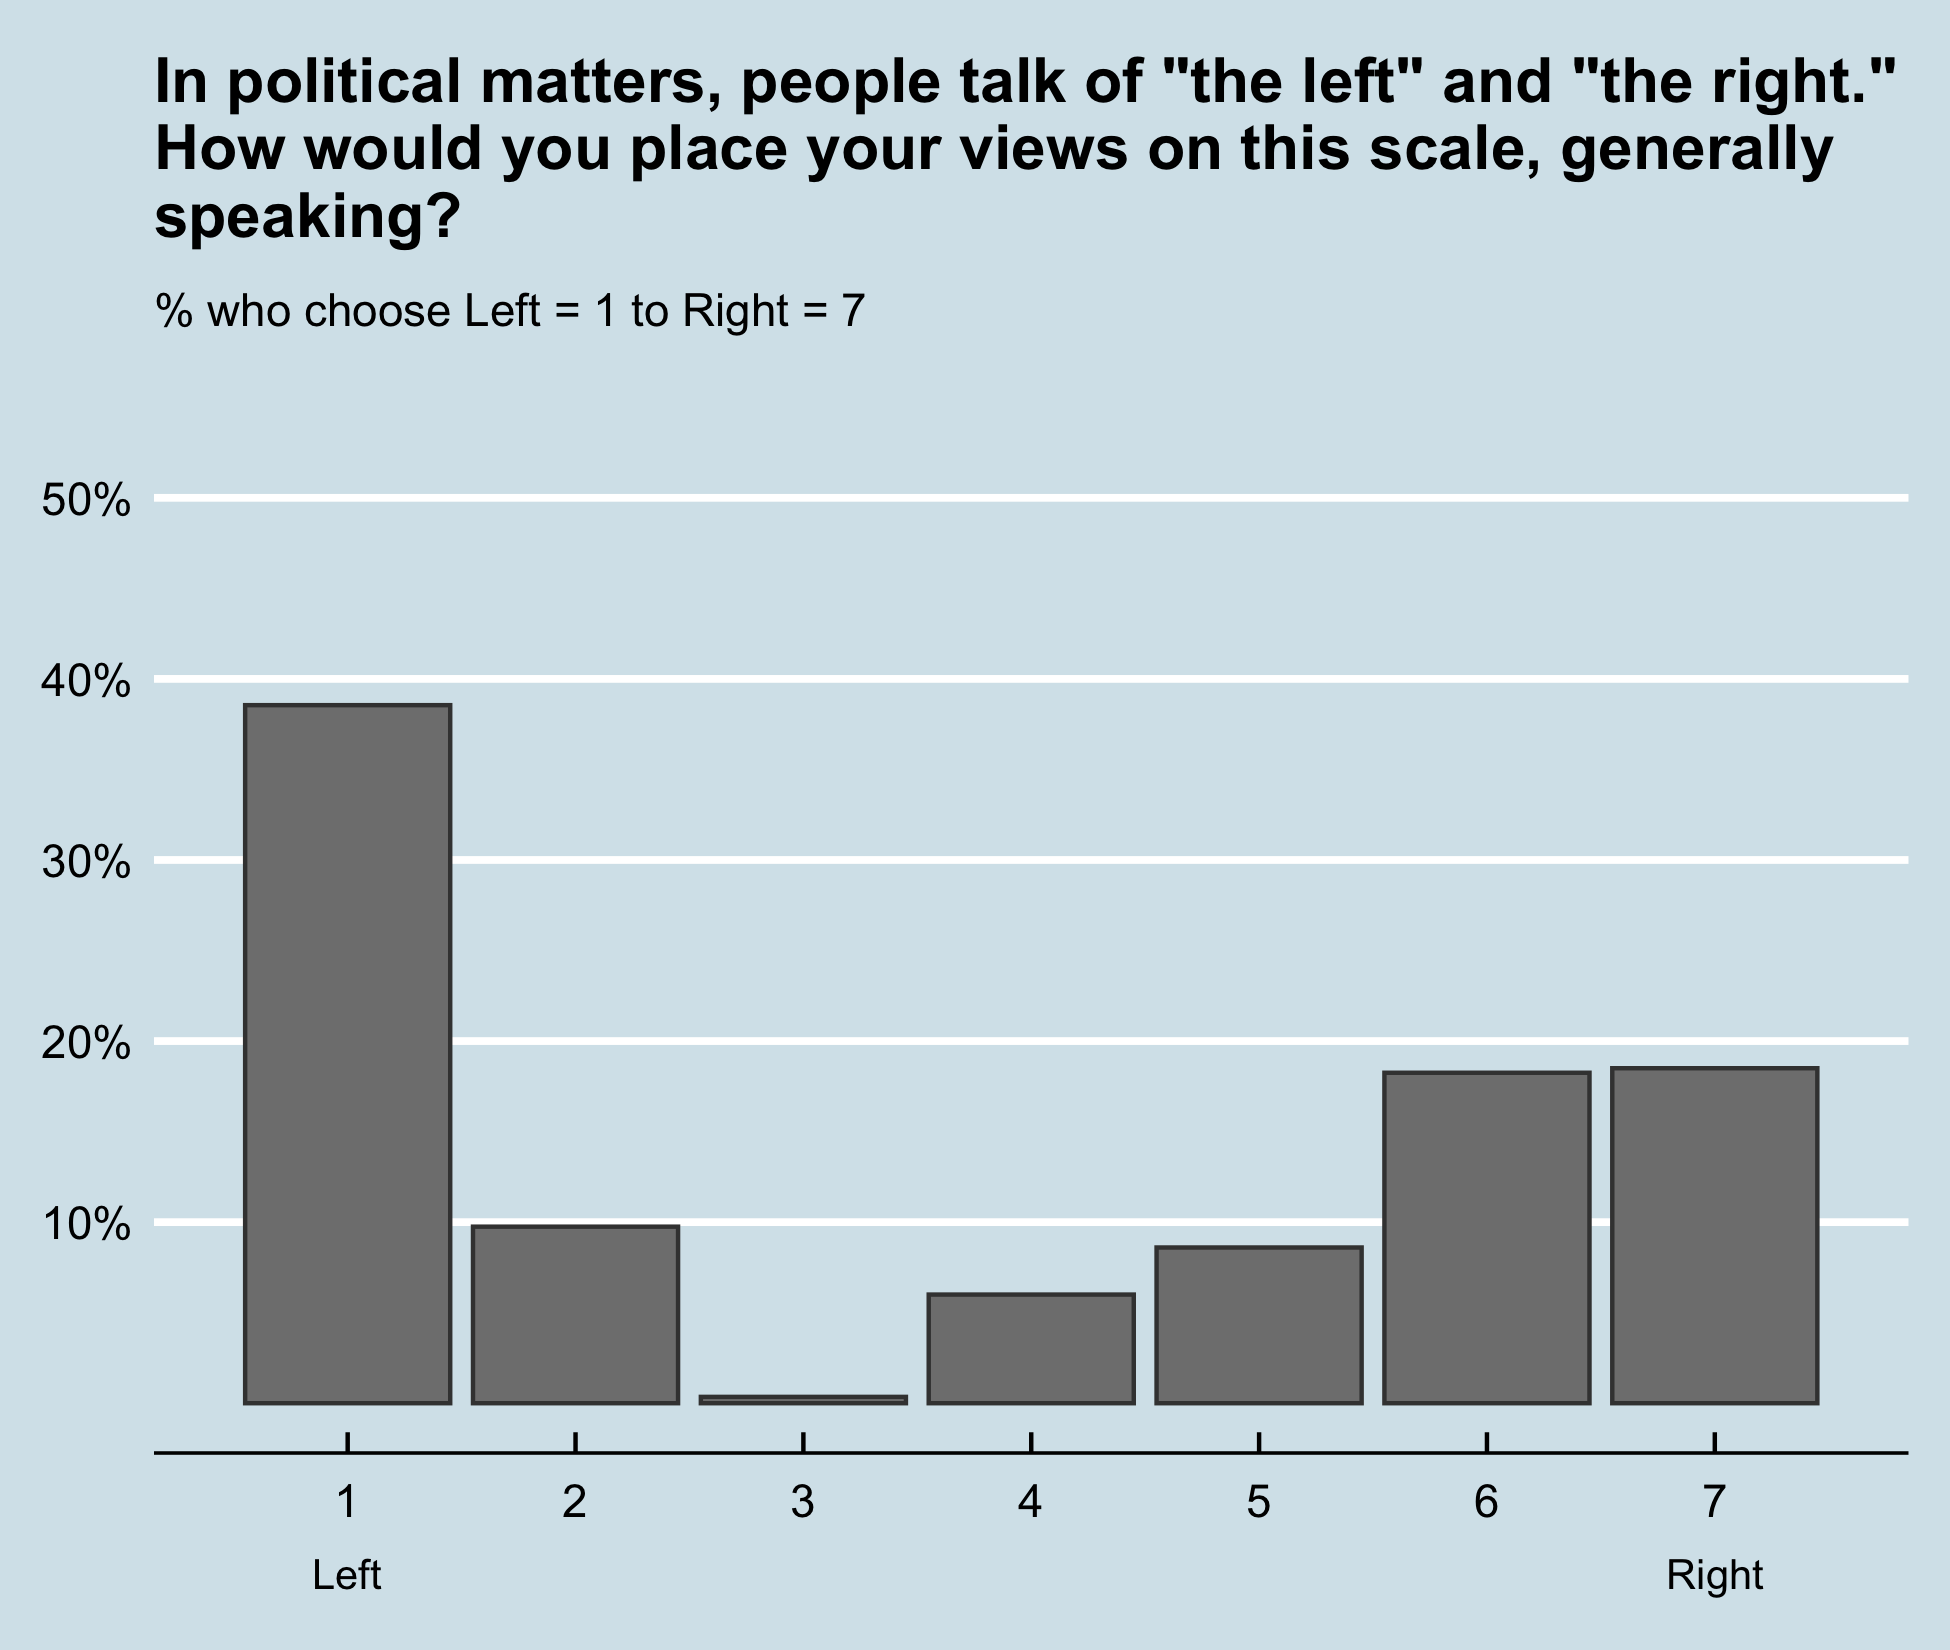 In political matters, people talk of "the left" and "the right."
How would you place your views on this scale, generally
speaking?
% who choose Left = 1 to Right = 7
50%
40%
30%
20%
10%
1 2 3 4 5 6 7
Left Right